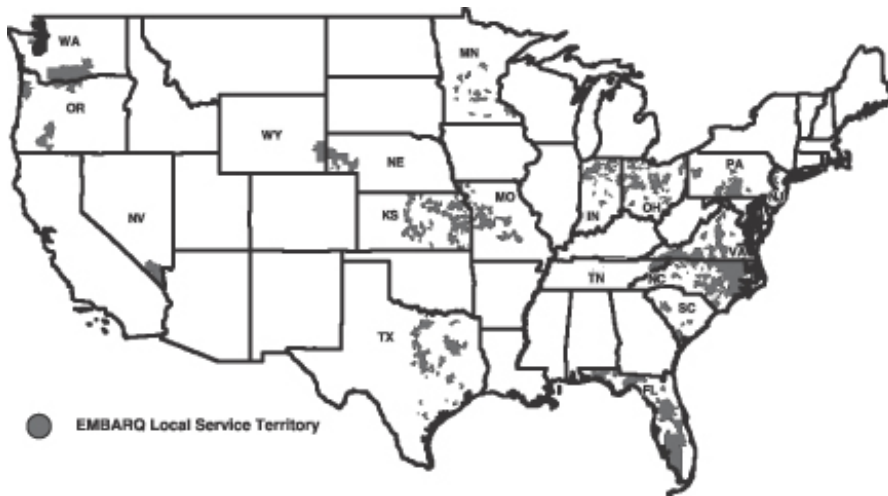 WA
MN
OR
WY
NE
PA
NV
KS
MO
IN
OH
NJ
VA
TN
NC
SC
TX
FL
EMBARQ Local Service Territory